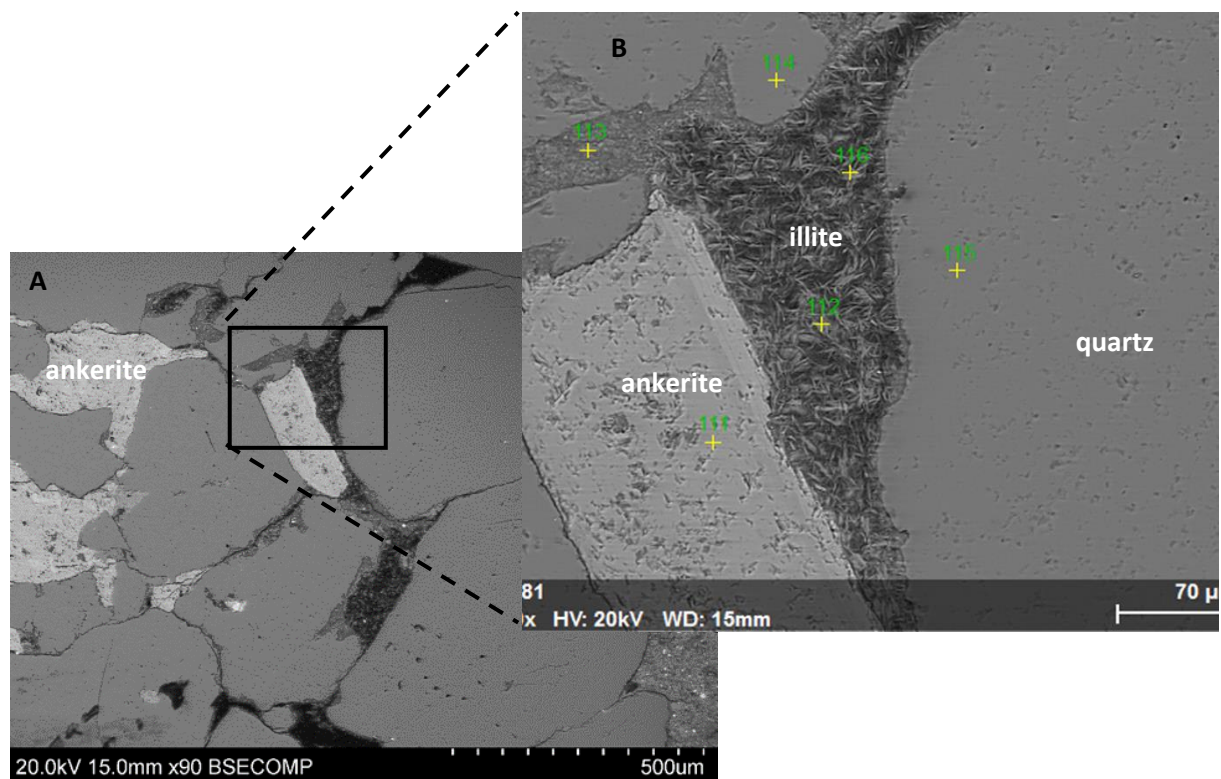 A
ankerite
20.0kV 15.0mm x90 BSECOMP
500um
B
114
113
116
illite
115
112
quartz
ankerite
111
81
x HV: 20kV WD: 15mm
70 µ